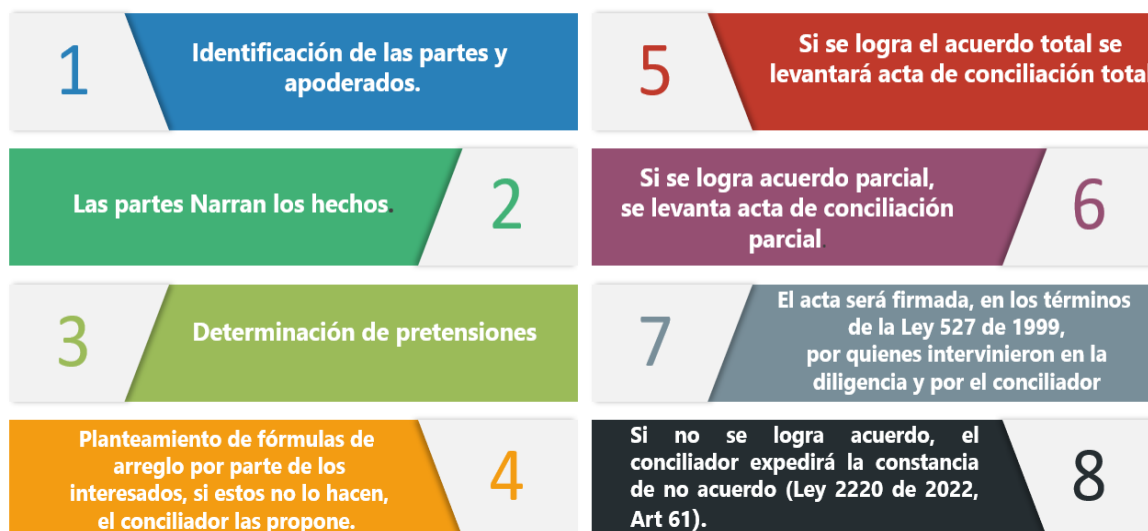 1
Identificación de las partes y
apoderados.
Las partes Narran los hechos.
2
3
Determinación de pretensiones
Planteamiento de fórmulas de
arreglo por parte de los
interesados, si estos no lo hacen,
el conciliador las propone.
4
5
Si se logra el acuerdo total se
levantará acta de conciliación total
Si se logra acuerdo parcial,
se levanta acta de conciliación
parcial.
6
7
El acta será firmada, en los términos
de la Ley 527 de 1999,
por quienes intervinieron en la
diligencia y por el conciliador
Si no se logra acuerdo, el
conciliador expedirá la constancia
de no acuerdo (Ley 2220 de 2022,
Art 61).
8